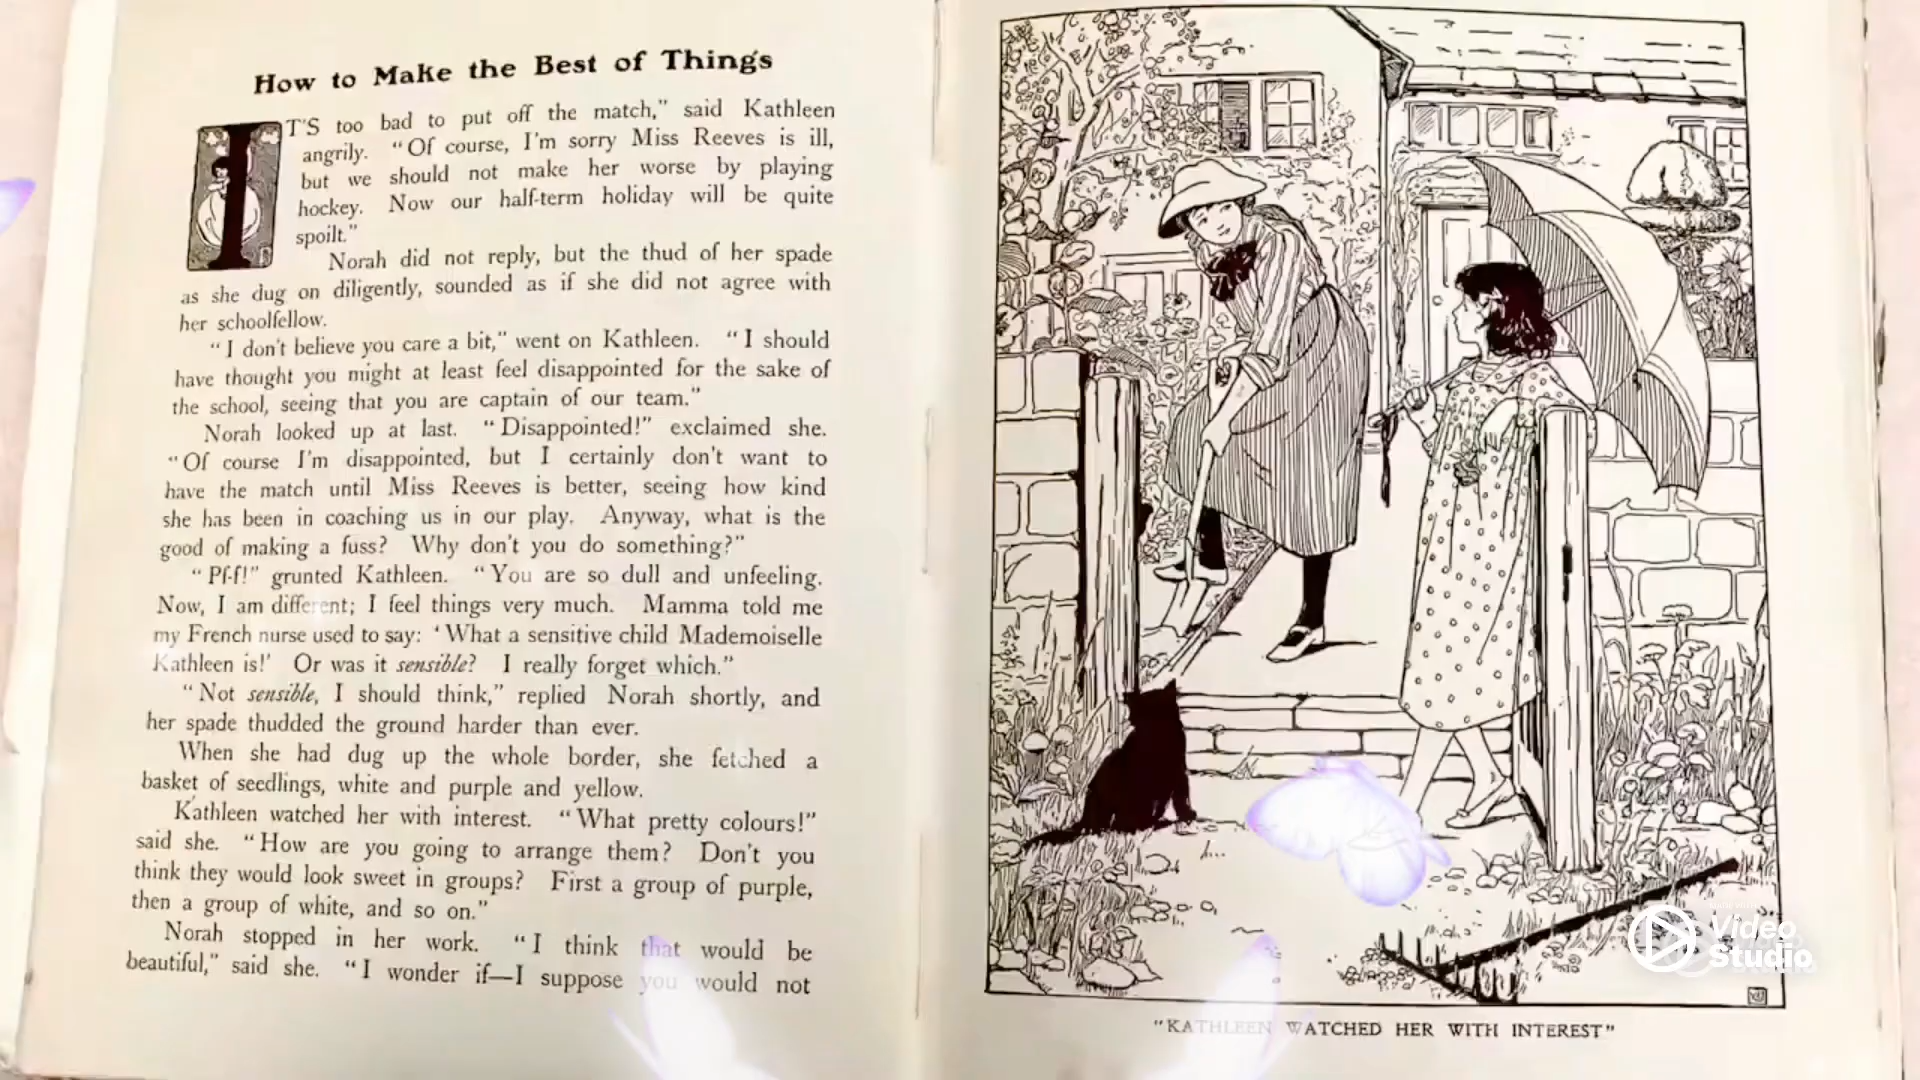 How to Make the Best of Things
IT'S too bad to put off the match," said Kathleen
angrily. "Of course, I'm sorry Miss Reeves is ill,
but we should not make her worse by playing
hockey. Now our half-term holiday will be quite
spoilt."
Norah did not reply, but the thud of her spade
as she dug on diligently, sounded as if she did not agree with
her schoolfellow.
"I don't believe you care a bit," went on Kathleen. "I should
have thought you might at least feel disappointed for the sake of
the school, seeing that you are captain of our team."
Norah looked up at last. "Disappointed!" exclaimed she.
"Of course I'm disappointed, but I certainly don't want to
have the match until Miss Reeves is better, seeing how kind
she has been in coaching us in our play. Anyway, what is the
good of making a fuss? Why don't you do something?"
"Pf-f!" grunted Kathleen. "You are so dull and unfeeling.
Now, I am different; I feel things very much. Mamma told me
my French nurse used to say: 'What a sensitive child Mademoiselle
Kathleen is!' Or was it sensible? I really forget which."
"Not sensible, I should think," replied Norah shortly, and
her spade thudded the ground harder than ever.
When she had dug up the whole border, she fetched a
basket of seedlings, white and purple and yellow.
Kathleen watched her with interest. "What pretty colours!"
said she. "How are you going to arrange them? Don't you
think they would look sweet in groups? First a group of purple,
then a group of white, and so on."
Norah stopped in her work. "I think that would be
beautiful," said she. "I wonder if—I suppose you would not
"KATHLEEN WATCHED HER WITH INTEREST"
Video
Studio